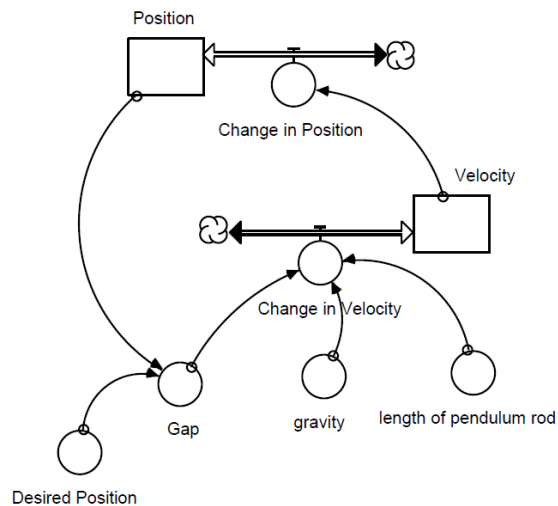 Position
Change in Position
Velocity
Change in Velocity
Gap
gravity
length of pendulum rod
Desired Position